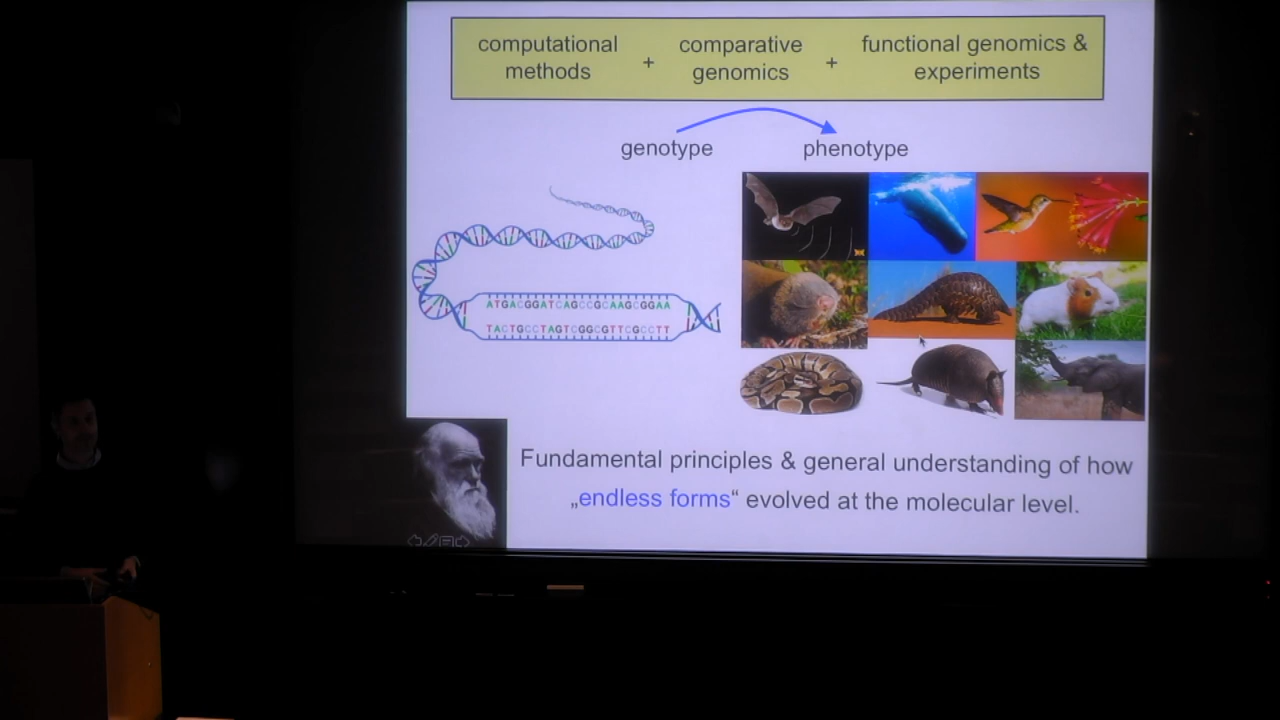 computational methods
+
comparative genomics
+
functional genomics & experiments
genotype
phenotype
ATGACGGATCAGCCGCAAGCGGAA
TACTGCCTAGTCGGCGTTCGCCTT
Fundamental principles & general understanding of how
„endless forms“ evolved at the molecular level.